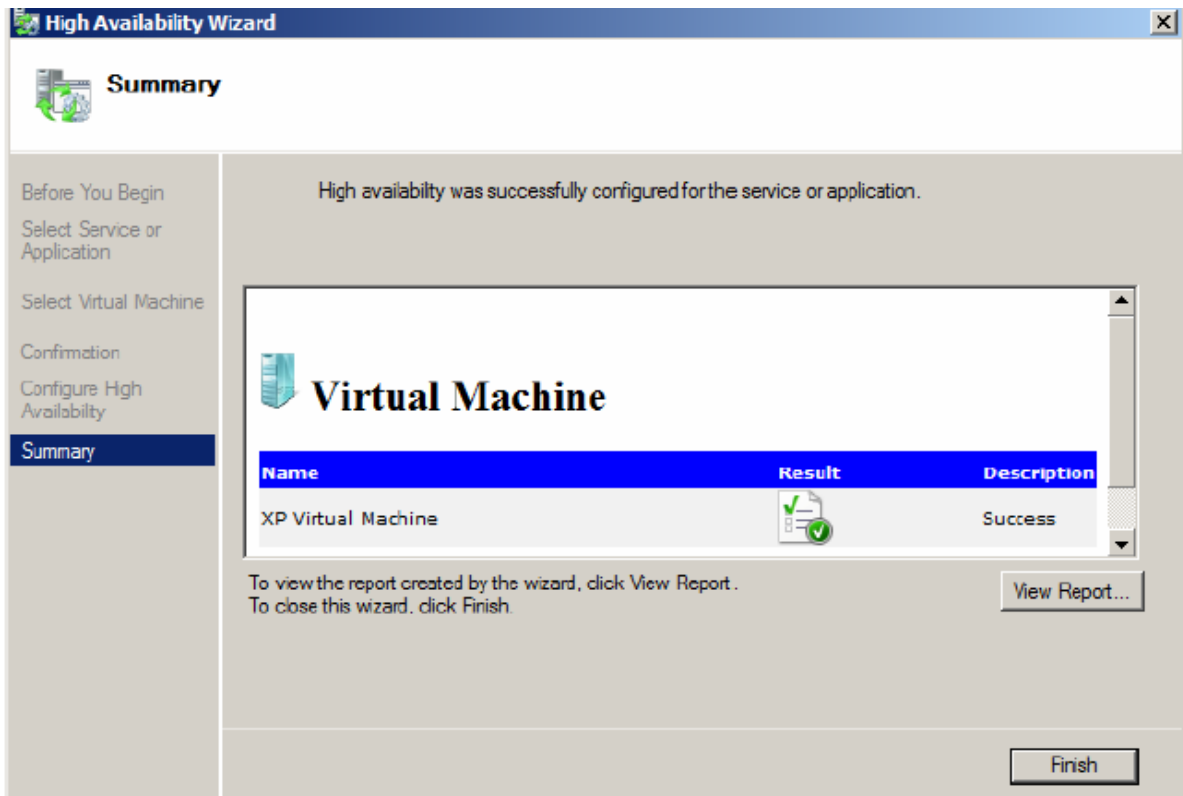 High Availability Wizard
Summary
Before You Begin
Select Service or
Application
Select Virtual Machine
Confirmation
Configure High
Availability
Summary
High availability was successfully configured for the service or application.
Virtual Machine
Name Result Description
XP Virtual Machine Success
To view the report created by the wizard, click View Report.
To close this wizard, click Finish.
View Report...
Finish